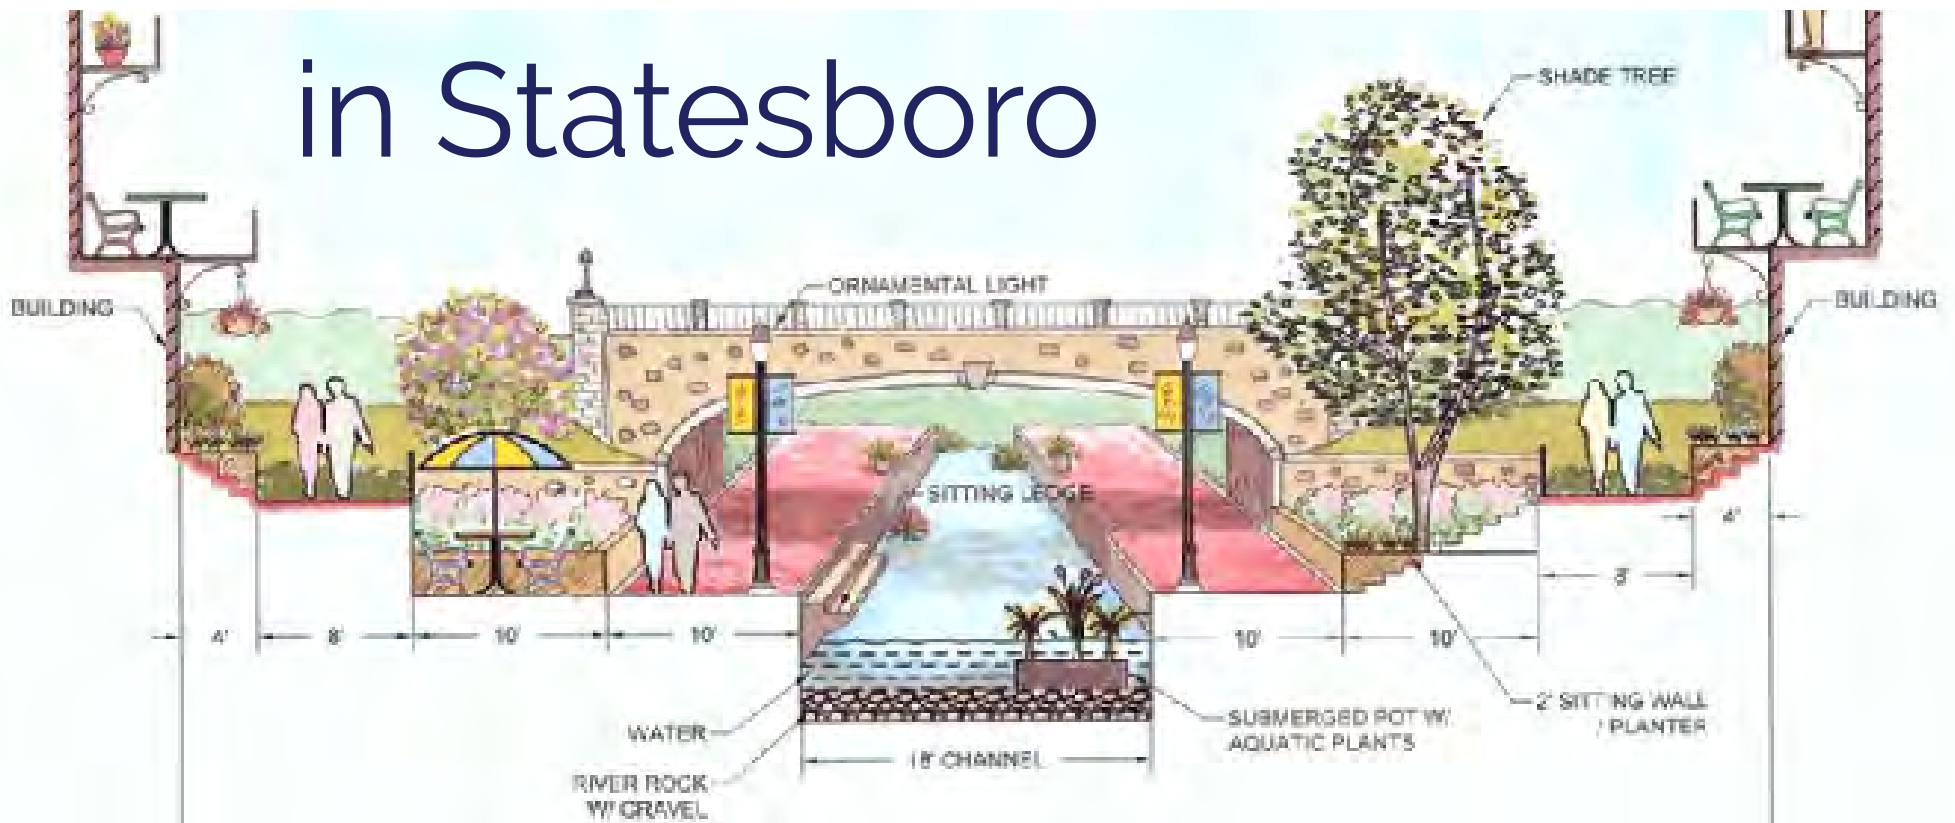 in Statesboro
SHADE TREE
ORNAMENTAL LIGHT
BUILDING
BUILDING
SITTING LEDGE
4'
8'
4'
8'
10'
10'
10'
10'
2' SITTING WALL
/ PLANTER
WATER
SUBMERGED POT W/
AQUATIC PLANTS
18' CHANNEL
RIVER ROCK
W/ GRAVEL